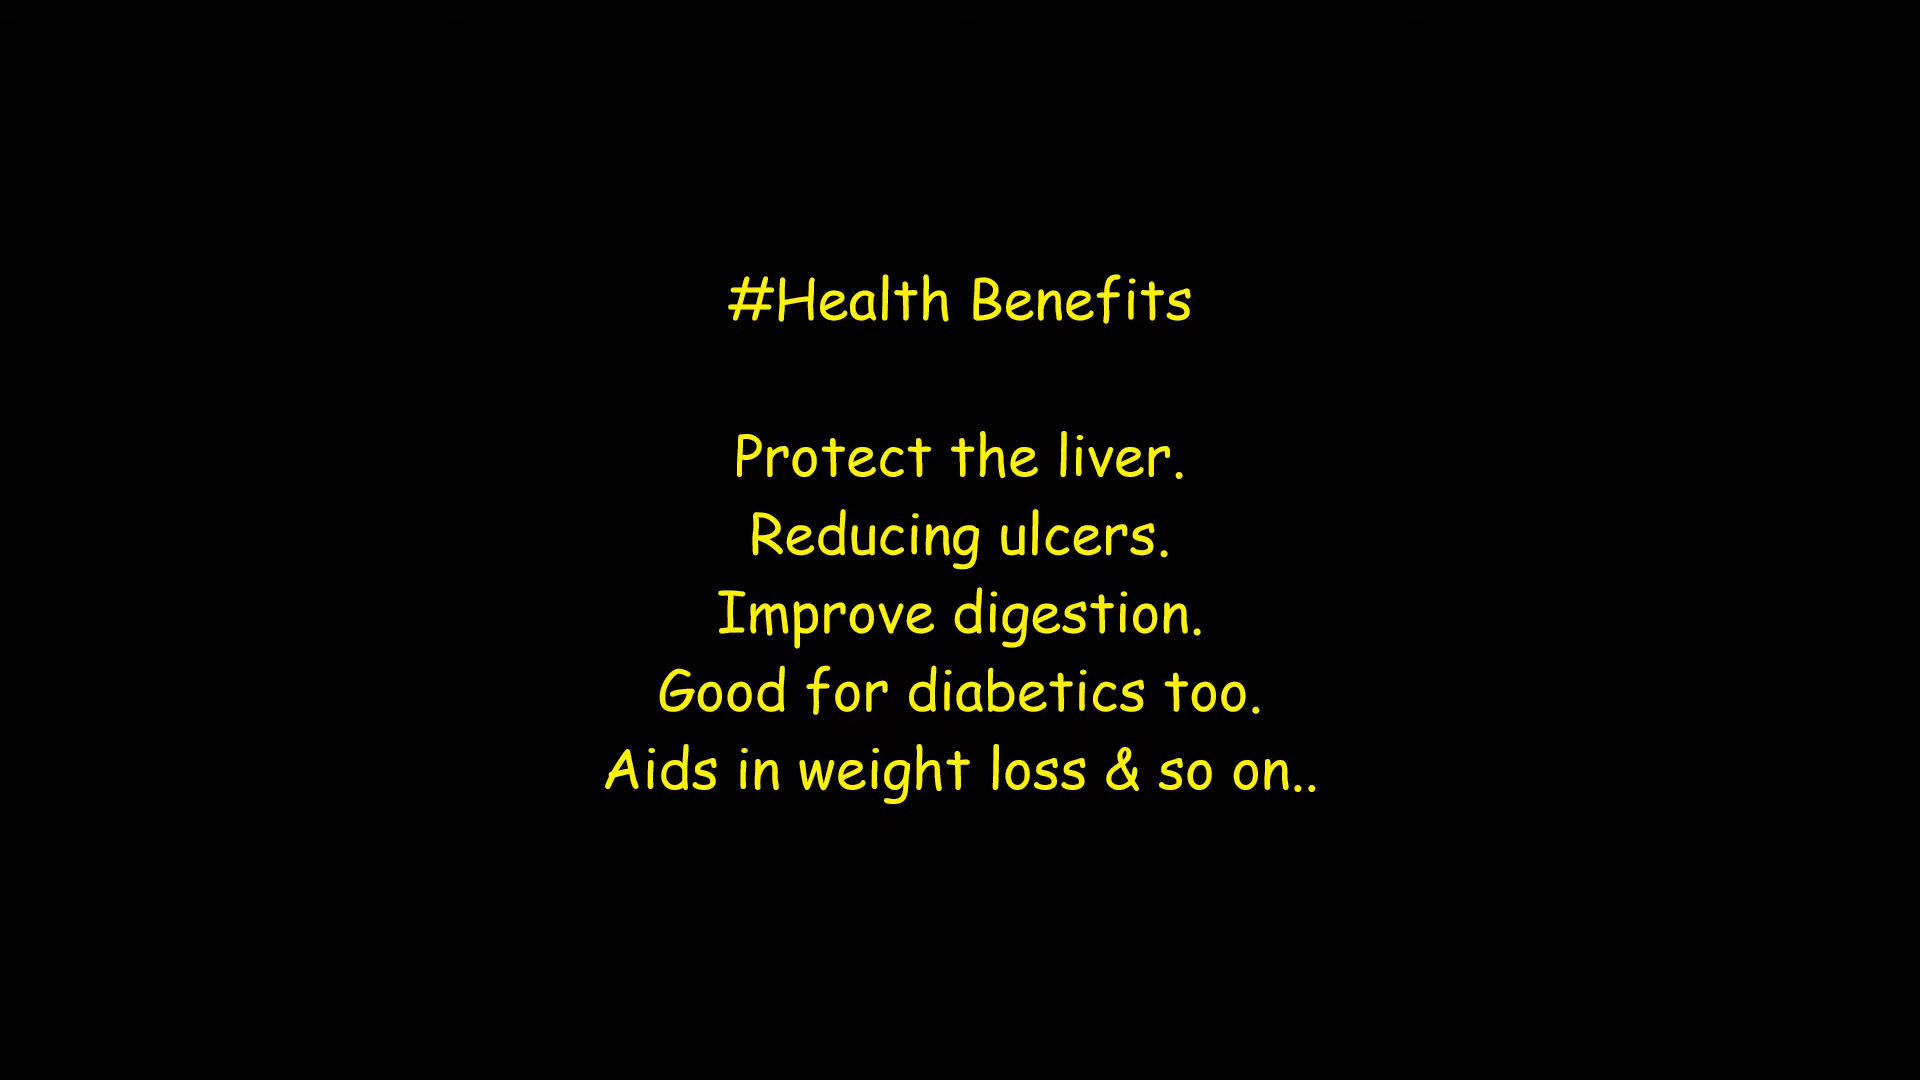 #Health Benefits
Protect the liver.
Reducing ulcers.
Improve digestion.
Good for diabetics too.
Aids in weight loss & so on..